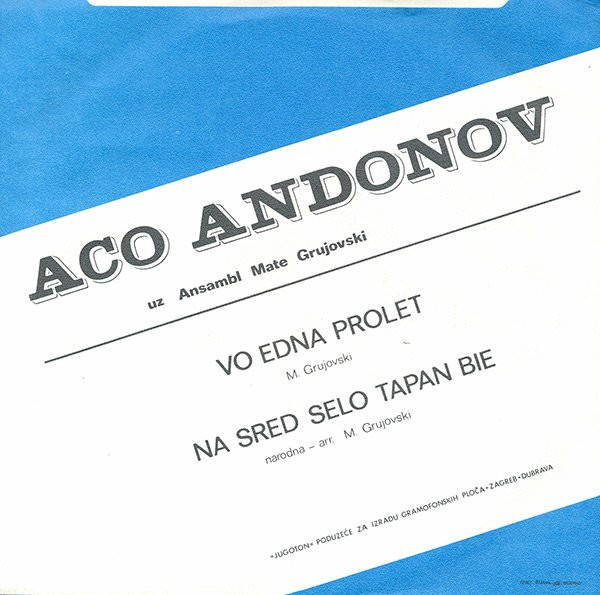 ACO ANDONOV
uz Ansambl Mate Grujovski
VO EDNA PROLET
M. Grujovski
NA SRED SELO TAPAN BIE
narodna – arr. M. Grujovski
»JUGOTON« PODUZEĆE ZA IZRADU GRAMOFONSKIH PLOČA • ZAGREB • DUBRAVA